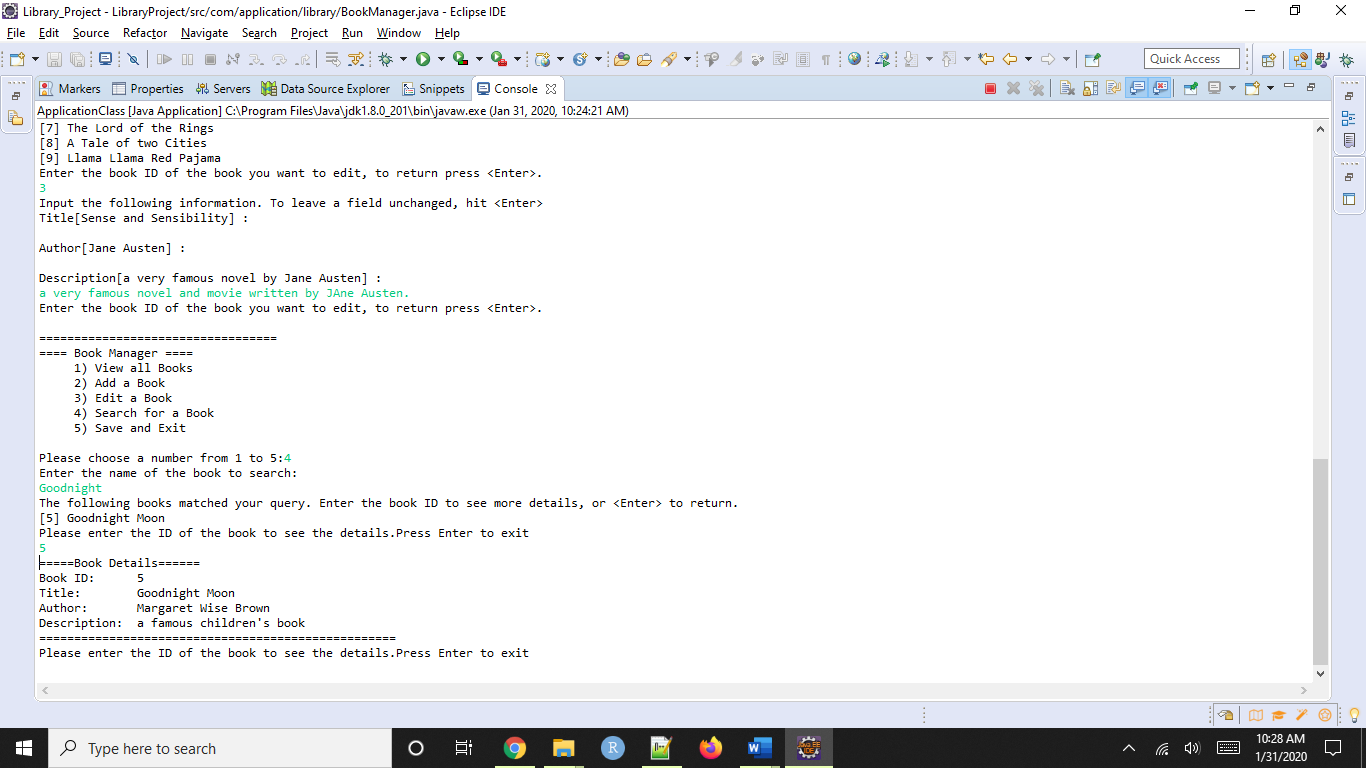 Library_Project - LibraryProject/src/com/application/library/BookManager.java - Eclipse IDE
File Edit Source Refactor Navigate Search Project Run Window Help
Quick Access
Markers Properties Servers Data Source Explorer Snippets Console
ApplicationClass [Java Application] C:\Program Files\Java\jdk1.8.0_201\bin\javaw.exe (Jan 31, 2020, 10:24:21 AM)
[7] The Lord of the Rings
[8] A Tale of two Cities
[9] Llama Llama Red Pajama
Enter the book ID of the book you want to edit, to return press <Enter>.
3
Input the following information. To leave a field unchanged, hit <Enter>
Title[Sense and Sensibility] :
Author[Jane Austen] :
Description[a very famous novel by Jane Austen] :
a very famous novel and movie written by JAne Austen.
Enter the book ID of the book you want to edit, to return press <Enter>.
==================================
==== Book Manager ====
1) View all Books
2) Add a Book
3) Edit a Book
4) Search for a Book
5) Save and Exit
Please choose a number from 1 to 5:4
Enter the name of the book to search:
Goodnight
The following books matched your query. Enter the book ID to see more details, or <Enter> to return.
[5] Goodnight Moon
Please enter the ID of the book to see the details.Press Enter to exit
5
=====Book Details======
Book ID: 5
Title: Goodnight Moon
Author: Margaret Wise Brown
Description: a famous children's book
===================================================
Please enter the ID of the book to see the details.Press Enter to exit
Type here to search
10:28 AM
1/31/2020